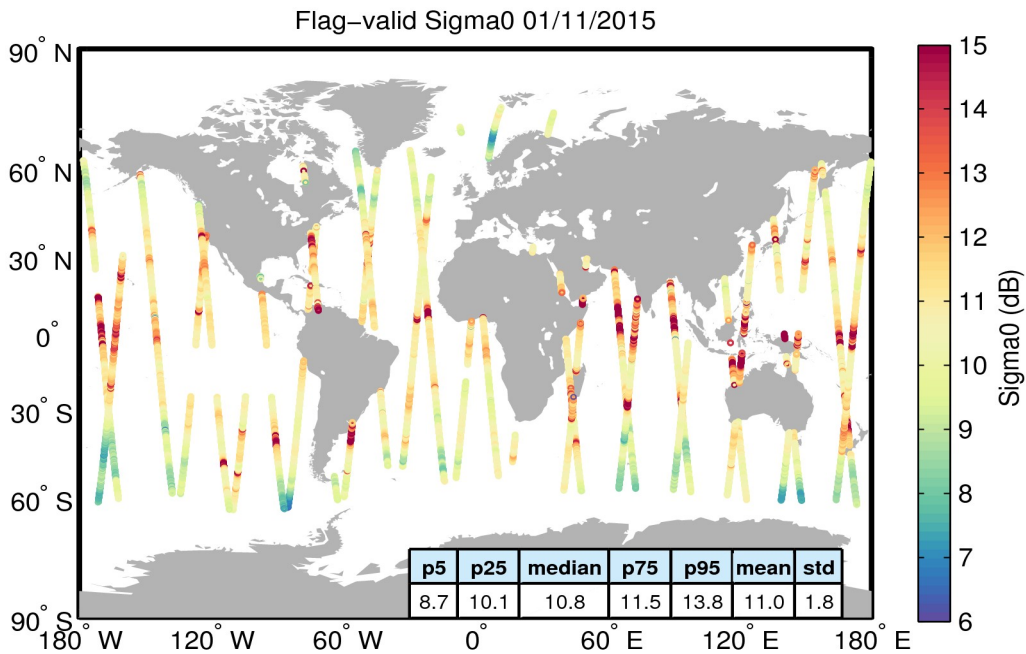 Flag−valid Sigma0 01/11/2015
90° N
60° N
30° N
0°
30° S
60° S
90° S
180° W
120° W
60° W
0°
60° E
120° E
180° E
p5 p25 median p75 p95 mean std
8.7 10.1 10.8 11.5 13.8 11.0 1.8
15
14
13
12
11
10
9
8
7
6
Sigma0 (dB)